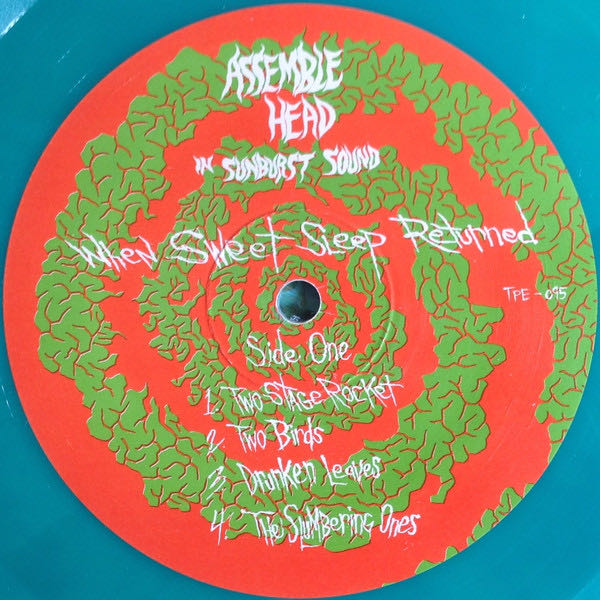 ASSEMBLE
HEAD
IN SUNBURST SOUND
When Sweet Sleep Returned
TPE-095
Side One
1. Two Stage Rocket
2. Two Birds
3. Drunken Leaves
4. The Slumbering Ones